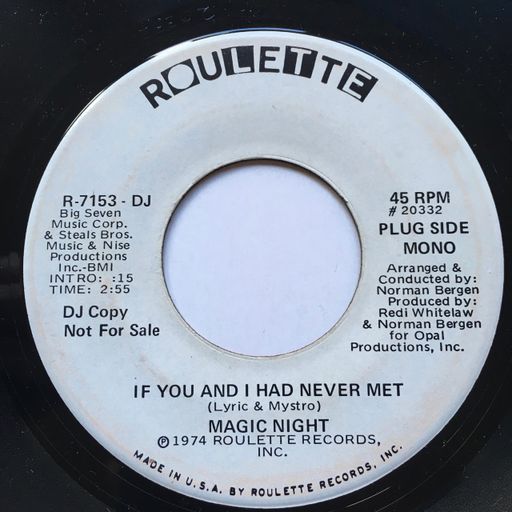 ROULETTE
R-7153 - DJ
Big Seven
Music Corp.
& Steals Bros.
Music & Nise
Productions
Inc.-BMI
INTRO: :15
TIME: 2:55
DJ Copy
Not For Sale
45 RPM
# 20332
PLUG SIDE
MONO
Arranged &
Conducted by:
Norman Bergen
Produced by:
Redi Whitelaw
& Norman Bergen
for Opal
Productions, Inc.
IF YOU AND I HAD NEVER MET
(Lyric & Mystro)
MAGIC NIGHT
℗ 1974 ROULETTE RECORDS,
INC.
MADE IN U.S.A. BY ROULETTE RECORDS, INC.